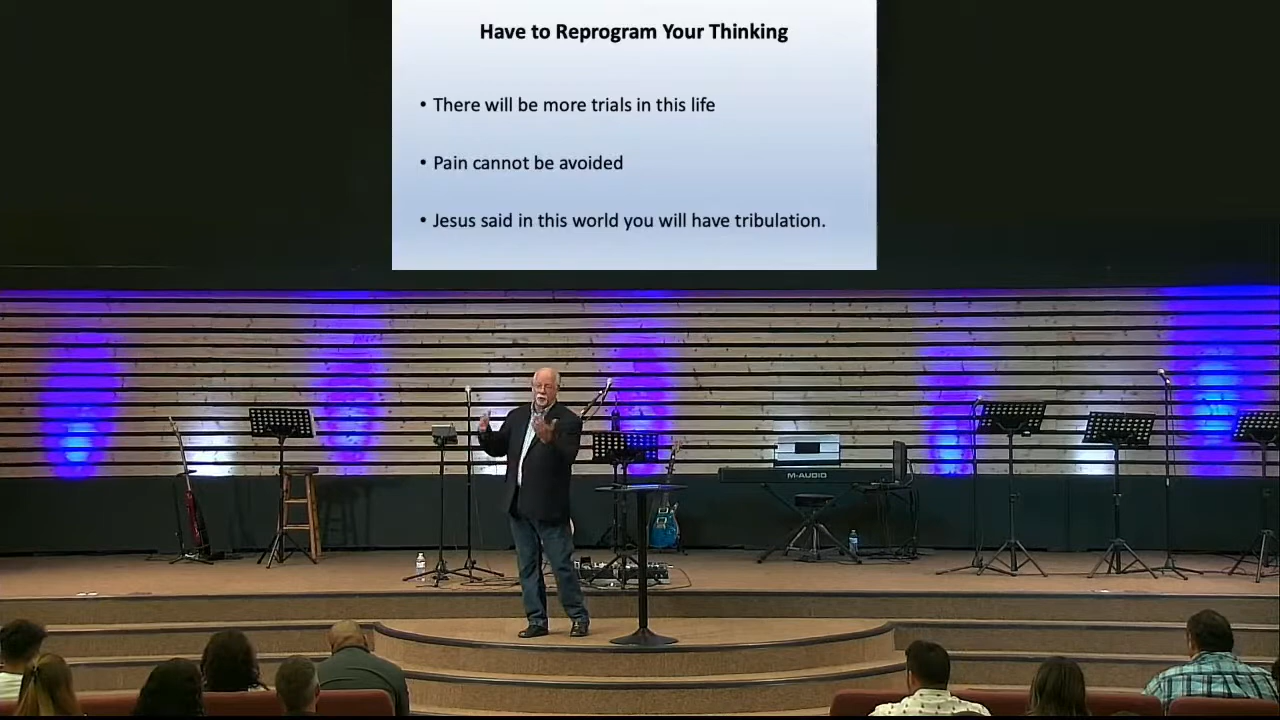 Have to Reprogram Your Thinking
• There will be more trials in this life
• Pain cannot be avoided
• Jesus said in this world you will have tribulation.
M-AUDIO